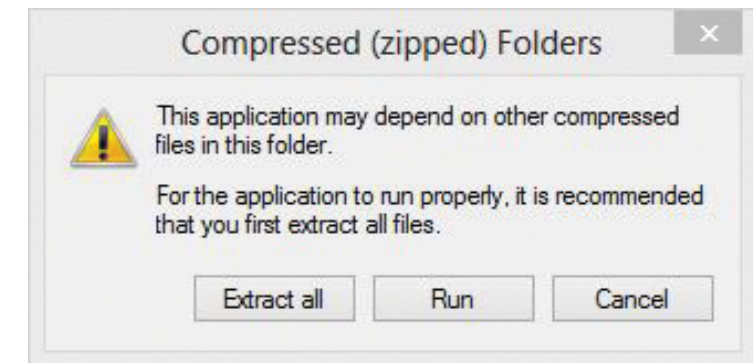 Compressed (zipped) Folders
This application may depend on other compressed
files in this folder.
For the application to run properly, it is recommended
that you first extract all files.
Extract all Run Cancel